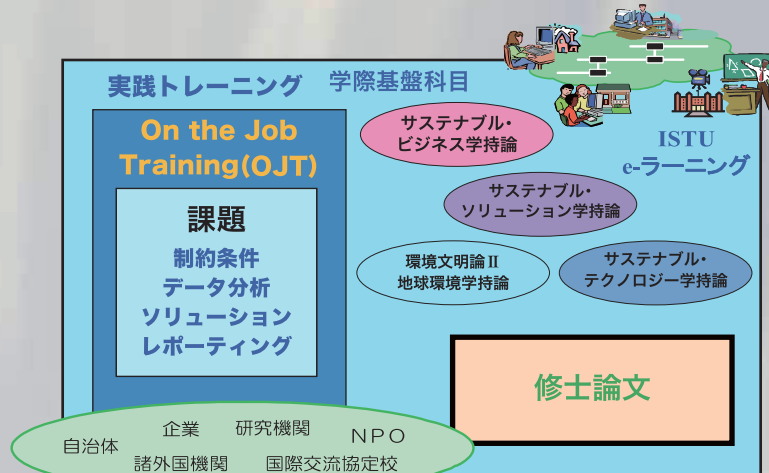 実践トレーニング
学際基盤科目
On the Job
Training(OJT)
課題
制約条件
データ分析
ソリューション
レポーティング
サステナブル・
ビジネス学持論
サステナブル・
ソリューション学持論
環境文明論Ⅱ
地球環境学持論
サステナブル・
テクノロジー学持論
ISTU
e-ラーニング
修士論文
自治体
企業
研究機関
NPO
諸外国機関
国際交流協定校